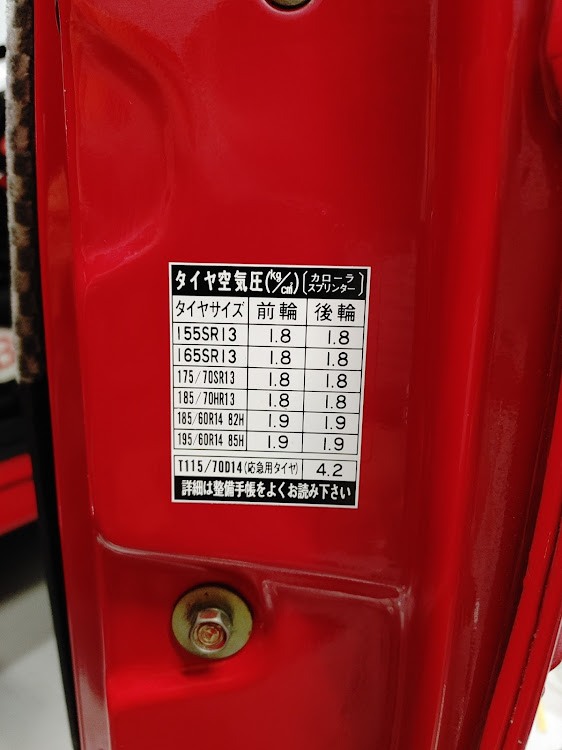 タイヤ空気圧(kg/c㎡)(カローラ スプリンター)
タイヤサイズ 前輪 後輪
155SR13 1.8 1.8
165SR13 1.8 1.8
175/70SR13 1.8 1.8
185/70HR13 1.8 1.8
185/60R14 82H 1.9 1.9
195/60R14 85H 1.9 1.9
T115/70D14(応急用タイヤ) 4.2
詳細は整備手帳をよくお読み下さい